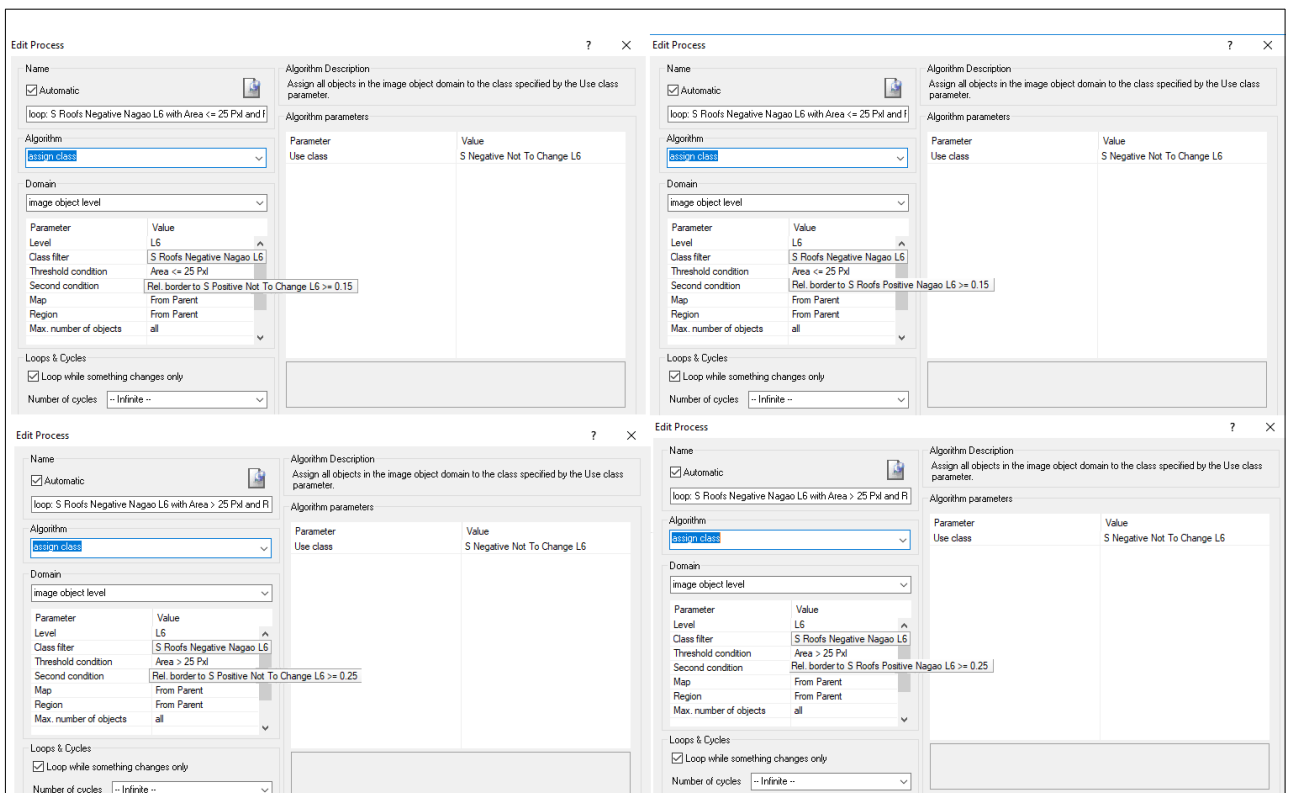 Edit Process ? ×
Name
Automatic
loop: S Roofs Negative Nagao L6 with Area <= 25 Pxl and F
Algorithm
assign class
Domain
image object level
Parameter Value
Level L6
Class filter S Roofs Negative Nagao L6
Threshold condition Area <= 25 Pxl
Second condition Rel. border to S Positive Not To Change L6 >= 0.15
Map From Parent
Region From Parent
Max. number of objects all
Loops & Cycles
Loop while something changes only
Number of cycles -- Infinite --
Algorithm Description
Assign all objects in the image object domain to the class specified by the Use class
parameter.
Algorithm parameters
Parameter Value
Use class S Negative Not To Change L6
Edit Process ? ×
Name
Automatic
loop: S Roofs Negative Nagao L6 with Area <= 25 Pxl and F
Algorithm
assign class
Domain
image object level
Parameter Value
Level L6
Class filter S Roofs Negative Nagao L6
Threshold condition Area <= 25 Pxl
Second condition Rel. border to S Roofs Positive Nagao L6 >= 0.15
Map From Parent
Region From Parent
Max. number of objects all
Loops & Cycles
Loop while something changes only
Number of cycles -- Infinite --
Algorithm Description
Assign all objects in the image object domain to the class specified by the Use class
parameter.
Algorithm parameters
Parameter Value
Use class S Negative Not To Change L6
Edit Process ? ×
Name
Automatic
loop: S Roofs Negative Nagao L6 with Area > 25 Pxl and R
Algorithm
assign class
Domain
image object level
Parameter Value
Level L6
Class filter S Roofs Negative Nagao L6
Threshold condition Area > 25 Pxl
Second condition Rel. border to S Positive Not To Change L6 >= 0.25
Map From Parent
Region From Parent
Max. number of objects all
Loops & Cycles
Loop while something changes only
Number of cycles -- Infinite --
Algorithm Description
Assign all objects in the image object domain to the class specified by the Use class
parameter.
Algorithm parameters
Parameter Value
Use class S Negative Not To Change L6
Edit Process ? ×
Name
Automatic
loop: S Roofs Negative Nagao L6 with Area > 25 Pxl and R
Algorithm
assign class
Domain
image object level
Parameter Value
Level L6
Class filter S Roofs Negative Nagao L6
Threshold condition Area > 25 Pxl
Second condition Rel. border to S Roofs Positive Nagao L6 >= 0.25
Map From Parent
Region From Parent
Max. number of objects all
Loops & Cycles
Loop while something changes only
Number of cycles -- Infinite --
Algorithm Description
Assign all objects in the image object domain to the class specified by the Use class
parameter.
Algorithm parameters
Parameter Value
Use class S Negative Not To Change L6